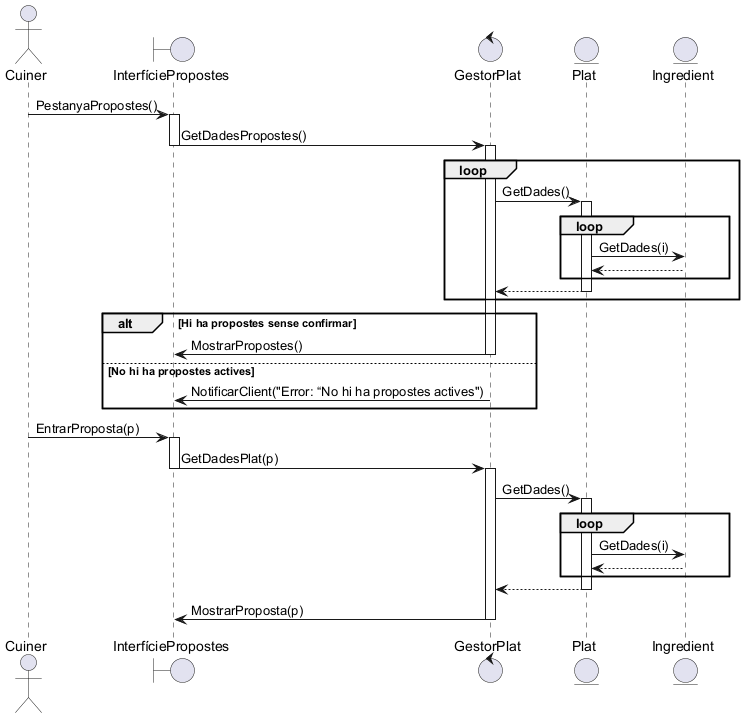 Cuiner
InterfíciePropostes
GestorPlat
Plat
Ingredient
PestanyaPropostes()
GetDadesPropostes()
loop
GetDades()
loop
GetDades(i)
alt [Hi ha propostes sense confirmar]
MostrarPropostes()
[No hi ha propostes actives]
NotificarClient("Error: “No hi ha propostes actives")
EntrarProposta(p)
GetDadesPlat(p)
GetDades()
loop
GetDades(i)
MostrarProposta(p)
Cuiner
InterfíciePropostes
GestorPlat
Plat
Ingredient